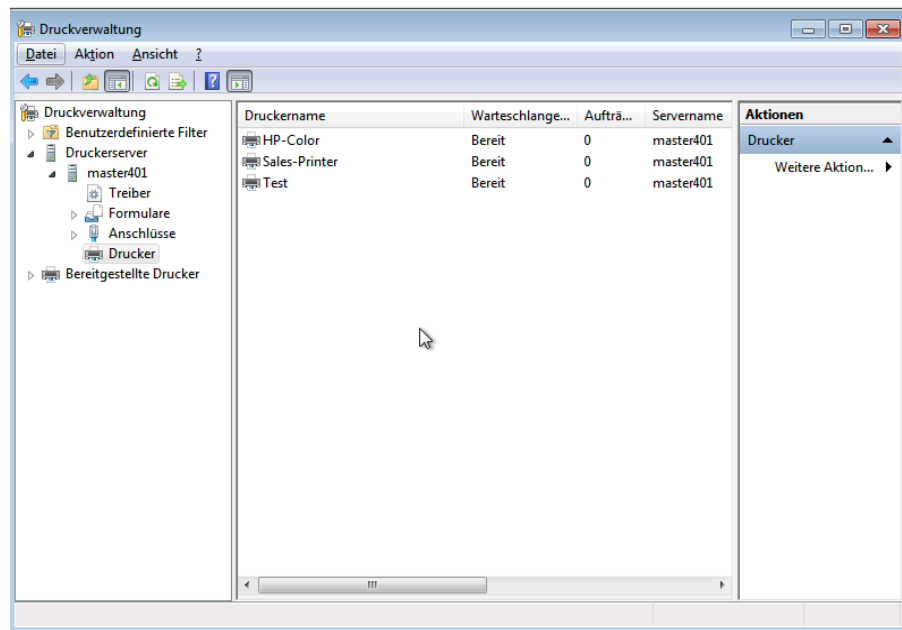 Druckverwaltung
Datei Aktion Ansicht ?
Druckverwaltung
Benutzerdefinierte Filter
Druckerserver
master401
Treiber
Formulare
Anschlüsse
Drucker
Bereitgestellte Drucker
Druckername Warteschlange... Aufträ... Servername
HP-Color Bereit 0 master401
Sales-Printer Bereit 0 master401
Test Bereit 0 master401
Aktionen
Drucker
Weitere Aktion...